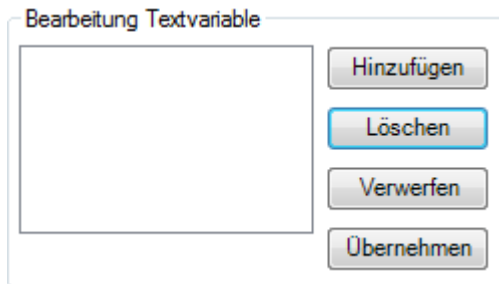 Bearbeitung Textvariable
Hinzufügen
Löschen
Verwerfen
Übernehmen